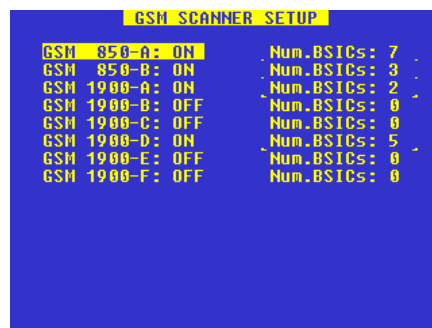 GSM SCANNER SETUP
GSM 850-A: ON Num.BSICs: 7
GSM 850-B: ON Num.BSICs: 3
GSM 1900-A: ON Num.BSICs: 2
GSM 1900-B: OFF Num.BSICs: 0
GSM 1900-C: OFF Num.BSICs: 0
GSM 1900-D: ON Num.BSICs: 5
GSM 1900-E: OFF Num.BSICs: 0
GSM 1900-F: OFF Num.BSICs: 0